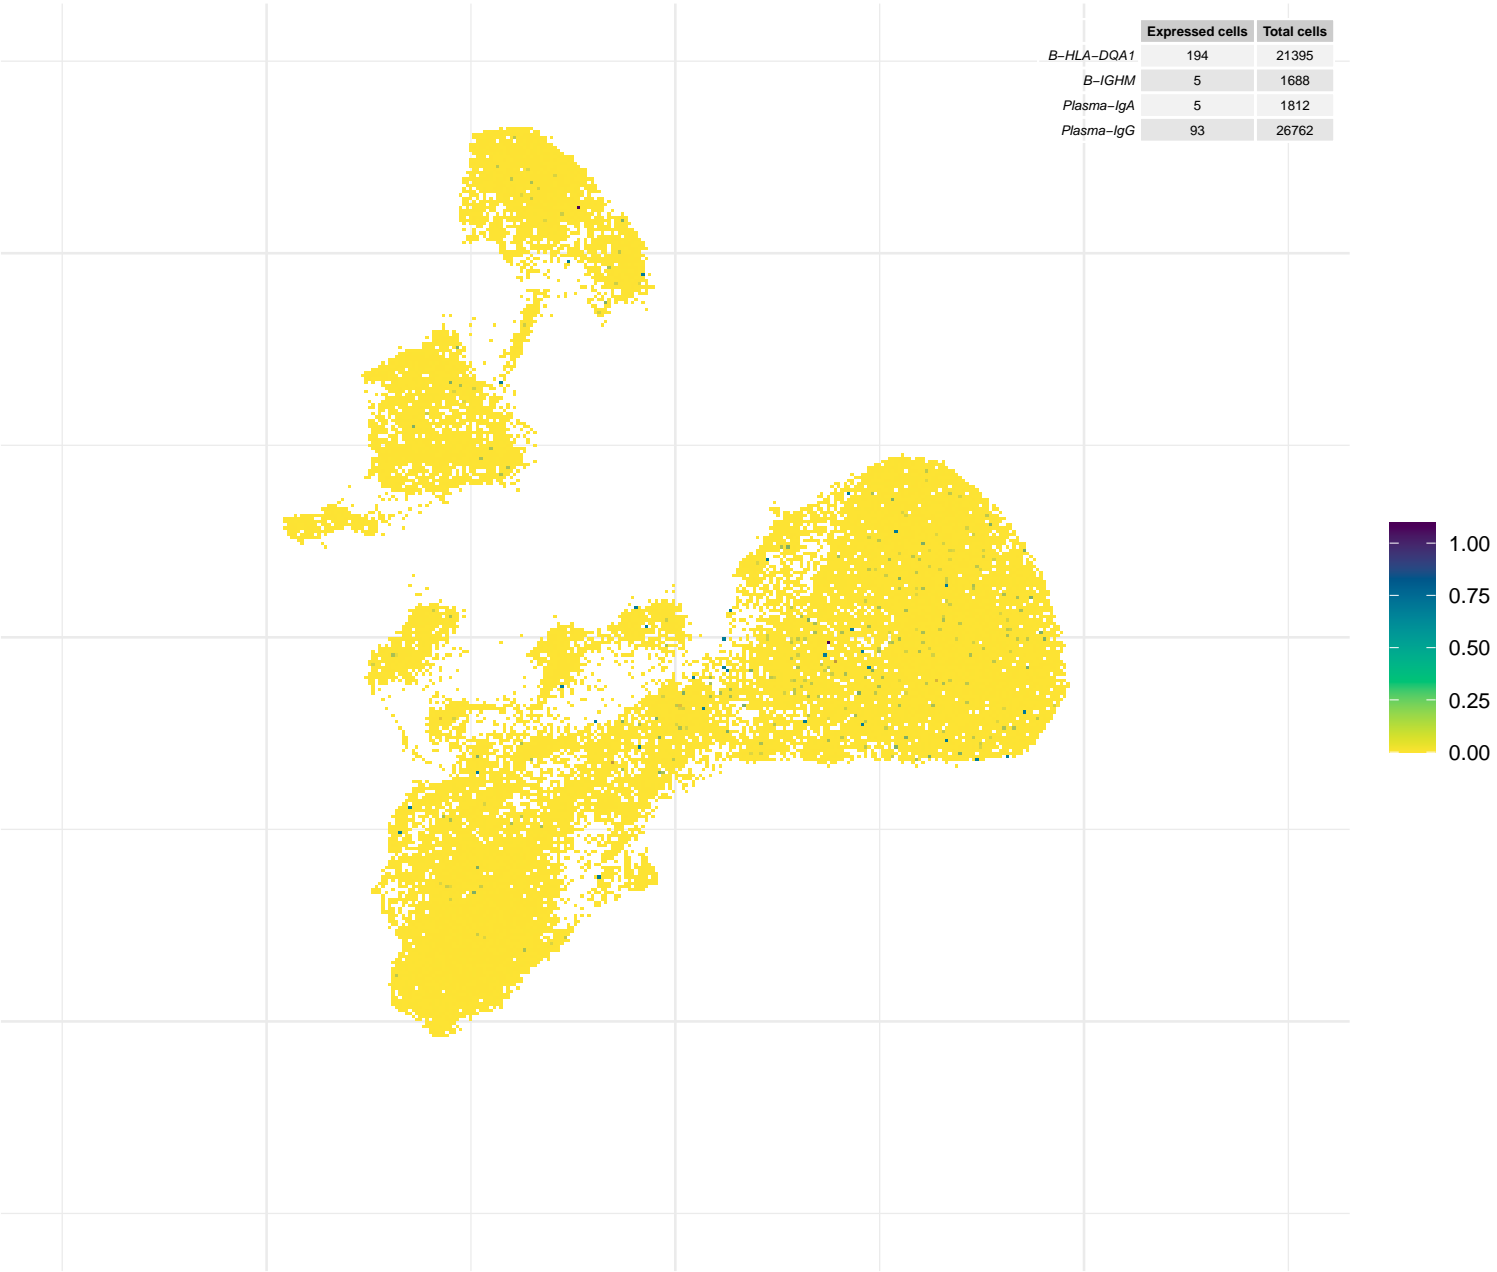 Expressed cells Total cells
B−HLA−DQA1 194 21395
B−IGHM 5 1688
Plasma−IgA 5 1812
Plasma−IgG 93 26762
1.00
0.75
0.50
0.25
0.00